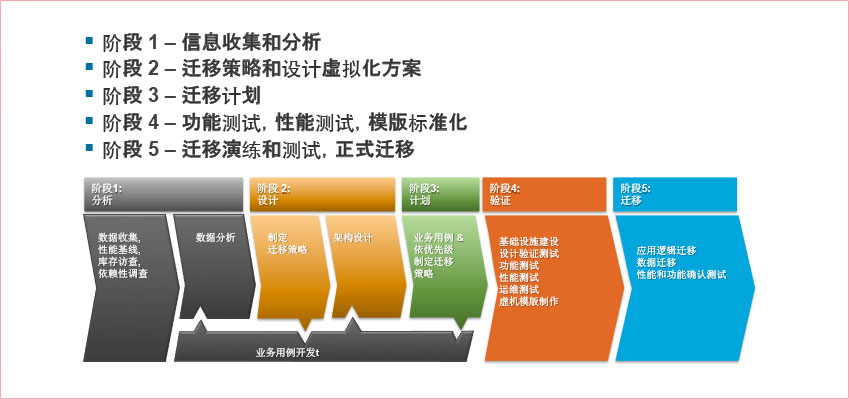 阶段 1 – 信息收集和分析
阶段 2 – 迁移策略和设计虚拟化方案
阶段 3 – 迁移计划
阶段 4 – 功能测试, 性能测试, 模版标准化
阶段 5 – 迁移演练和测试, 正式迁移
阶段1:
分析
阶段 2:
设计
阶段3:
计划
阶段4:
验证
阶段5:
迁移
数据收集,
性能基线,
库存访查,
依赖性调查
数据分析
制定
迁移策略
架构设计
业务用例 &
依优先级
制定迁移
策略
基础设施建设
设计验证测试
功能测试
性能测试
运维测试
虚机模版制作
应用逻辑迁移
数据迁移
性能和功能确认测试
业务用例开发t